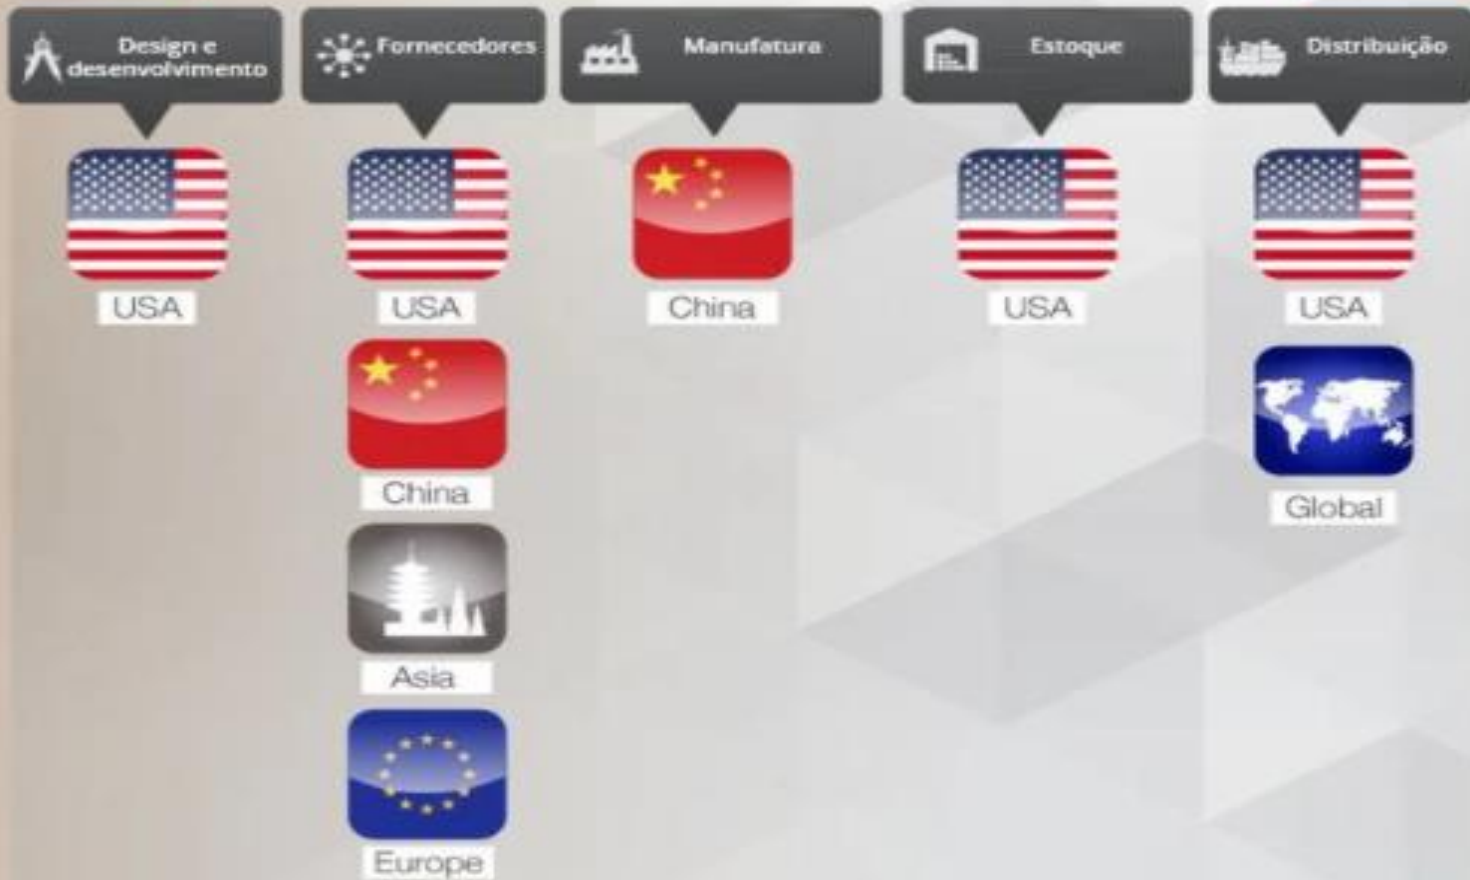 Design e
desenvolvimento
Fornecedores
Manufatura
Estoque
Distribuição
USA
USA
China
USA
USA
China
Global
Asia
Europe